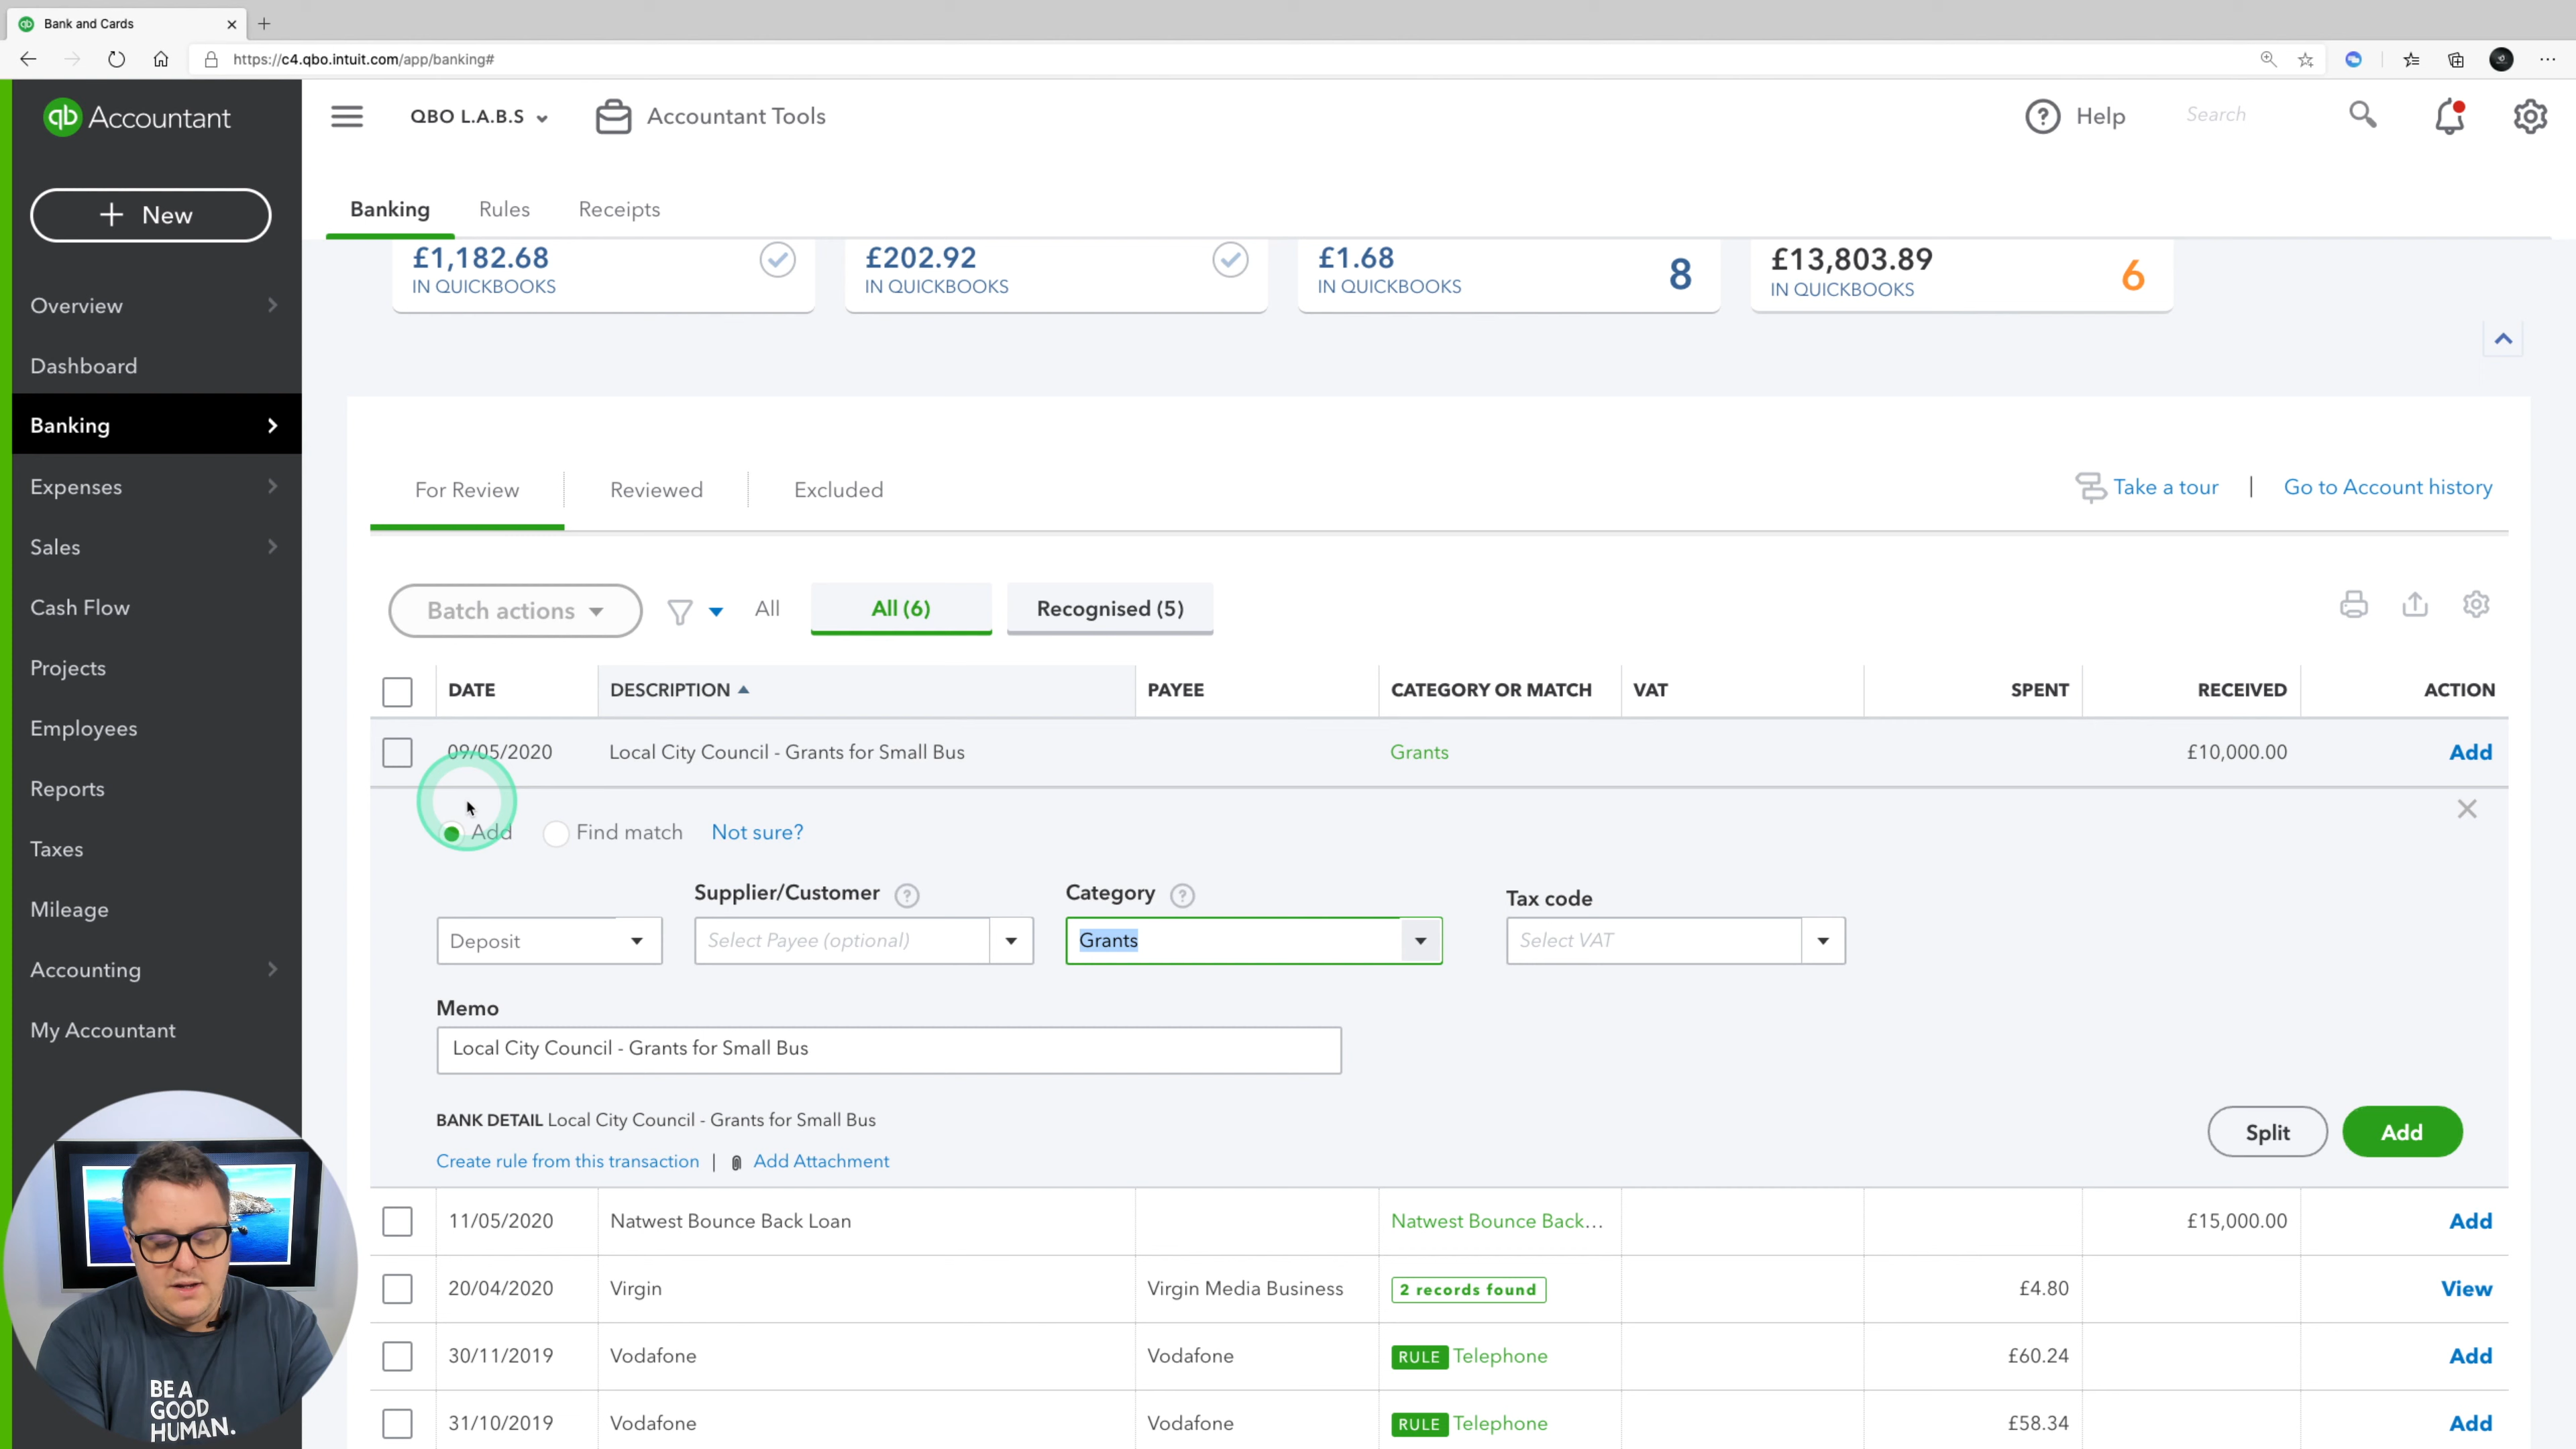 Bank and Cards
https://c4.qbo.intuit.com/app/banking#
qb Accountant
QBO L.A.B.S
Accountant Tools
Help
Search
New
Banking Rules Receipts
£1,182.68
IN QUICKBOOKS
£202.92
IN QUICKBOOKS
£1.68
IN QUICKBOOKS
8
£13,803.89
IN QUICKBOOKS
6
Overview
Dashboard
Banking
Expenses
Sales
Cash Flow
Projects
Employees
Reports
Taxes
Mileage
Accounting
My Accountant
For Review Reviewed Excluded
Take a tour | Go to Account history
Batch actions All All (6) Recognised (5)
DATE DESCRIPTION PAYEE CATEGORY OR MATCH VAT SPENT RECEIVED ACTION
09/05/2020 Local City Council - Grants for Small Bus Grants £10,000.00 Add
Add Find match Not sure?
Supplier/Customer Category Tax code
Deposit Select Payee (optional) Grants Select VAT
Memo
Local City Council - Grants for Small Bus
BANK DETAIL Local City Council - Grants for Small Bus
Split Add
Create rule from this transaction | Add Attachment
11/05/2020 Natwest Bounce Back Loan Natwest Bounce Back... £15,000.00 Add
20/04/2020 Virgin Virgin Media Business 2 records found £4.80 View
30/11/2019 Vodafone Vodafone RULE Telephone £60.24 Add
31/10/2019 Vodafone Vodafone RULE Telephone £58.34 Add
BE A
GOOD
HUMAN.